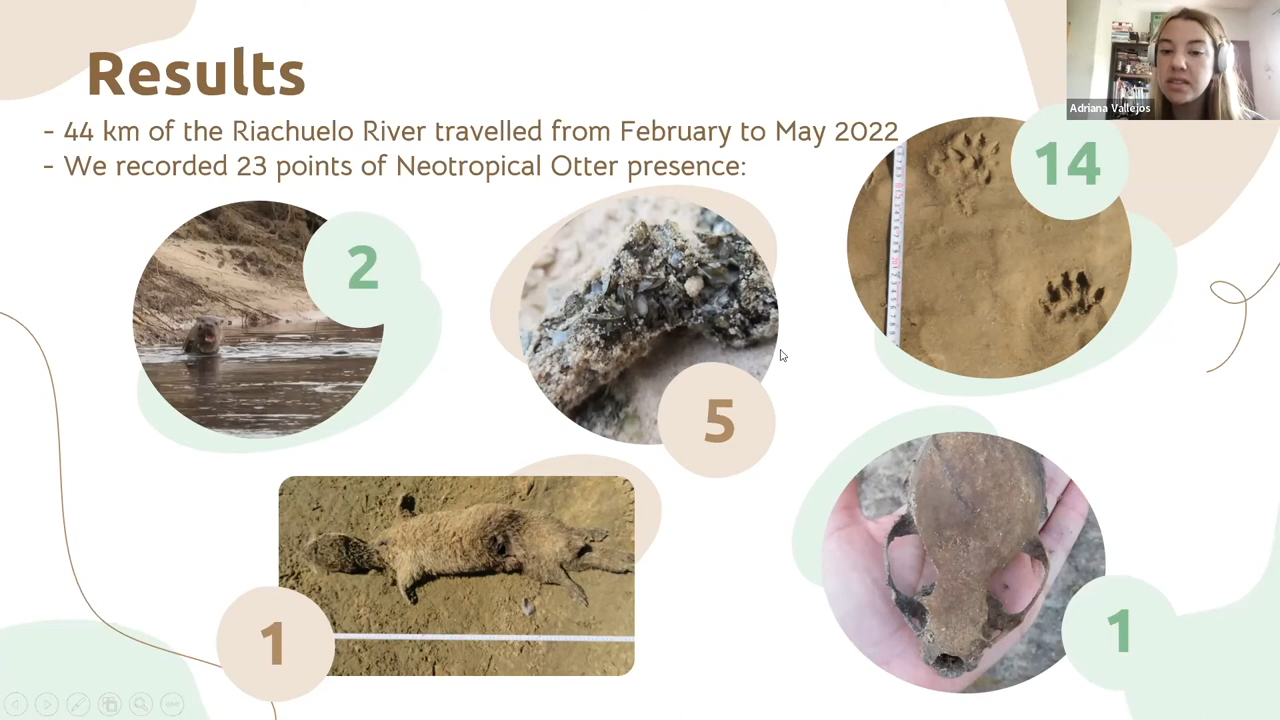 Results
- 44 km of the Riachuelo River travelled from February to May 2022
- We recorded 23 points of Neotropical Otter presence:
Adriana Vallejos
14
2
5
1
1